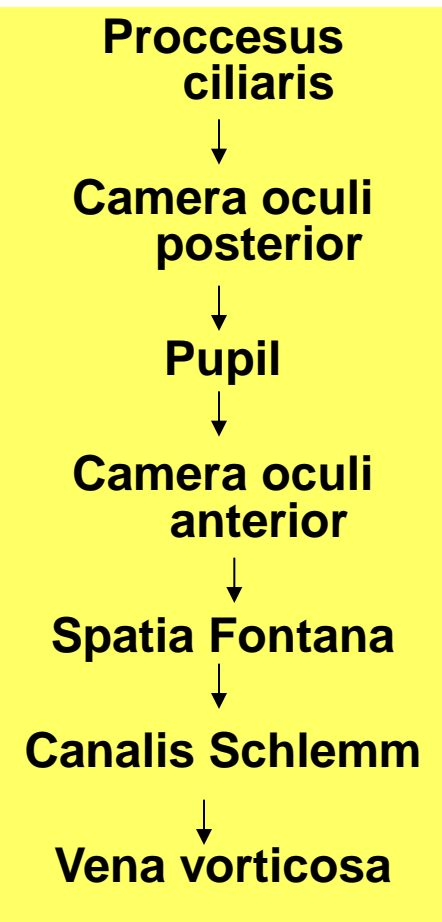 Proccesus
ciliaris
Camera oculi
posterior
Pupil
Camera oculi
anterior
Spatia Fontana
Canalis Schlemm
Vena vorticosa